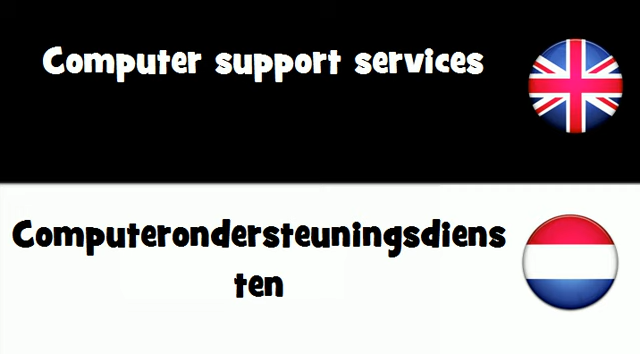 Computer support services
Computerondersteuningsdiens
ten